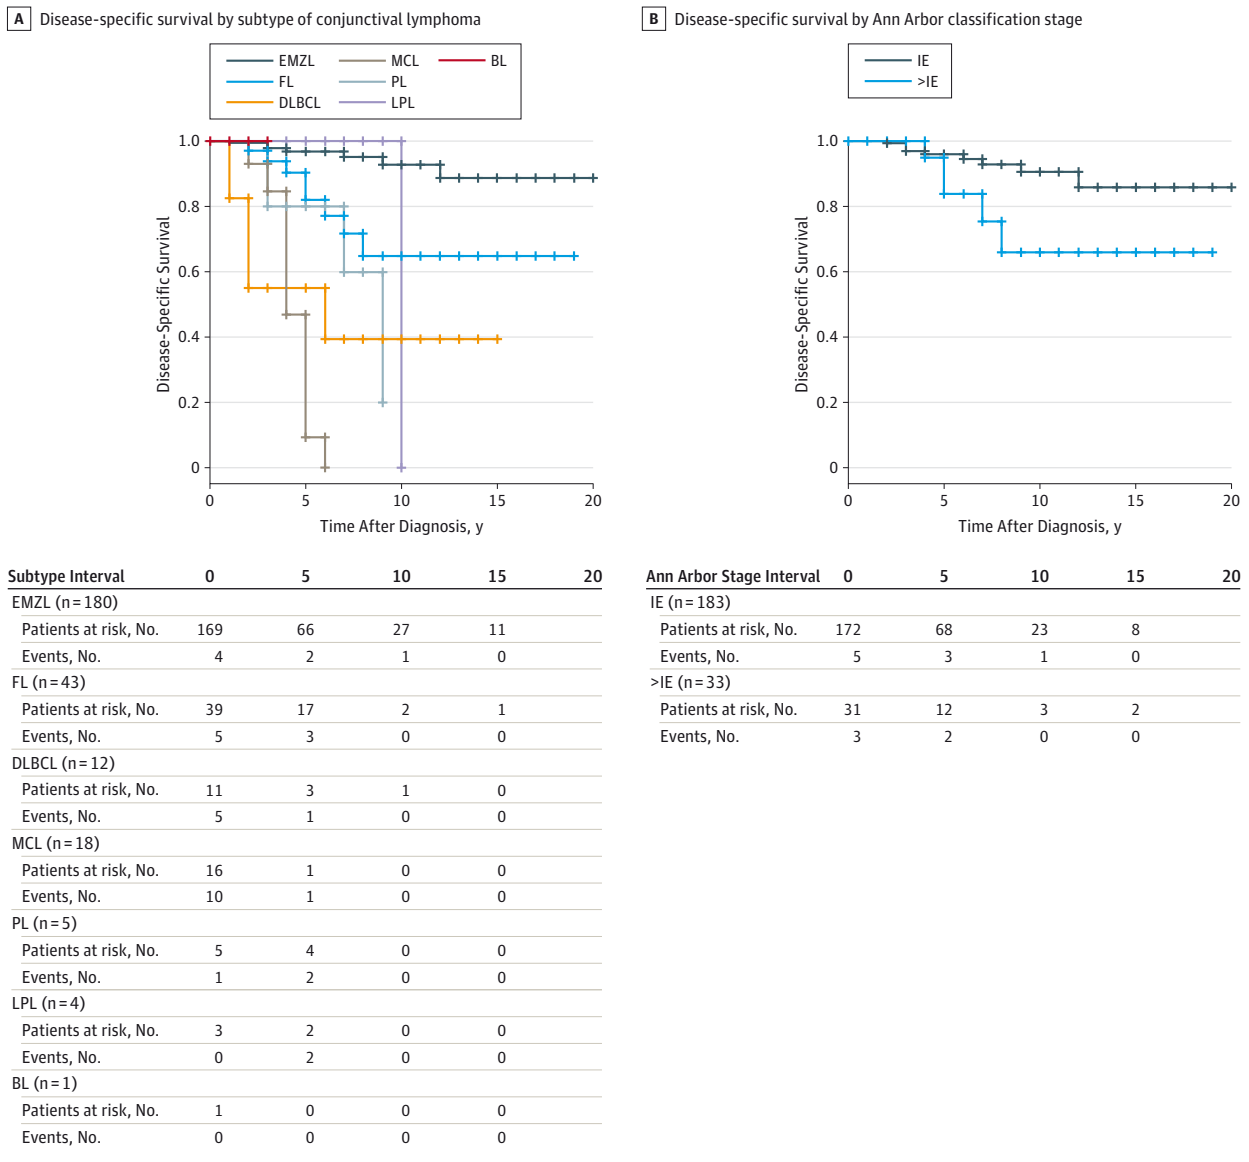 A Disease-specific survival by subtype of conjunctival lymphoma
EMZL MCL BL
FL PL
DLBCL LPL
1.0
0.8
0.6
0.4
0.2
0
Disease-Specific Survival
0 5 10 15 20
Time After Diagnosis, y
Subtype Interval 0 5 10 15 20
EMZL (n=180)
Patients at risk, No. 169 66 27 11
Events, No. 4 2 1 0
FL (n=43)
Patients at risk, No. 39 17 2 1
Events, No. 5 3 0 0
DLBCL (n=12)
Patients at risk, No. 11 3 1 0
Events, No. 5 1 0 0
MCL (n=18)
Patients at risk, No. 16 1 0 0
Events, No. 10 1 0 0
PL (n=5)
Patients at risk, No. 5 4 0 0
Events, No. 1 2 0 0
LPL (n=4)
Patients at risk, No. 3 2 0 0
Events, No. 0 2 0 0
BL (n=1)
Patients at risk, No. 1 0 0 0
Events, No. 0 0 0 0
B Disease-specific survival by Ann Arbor classification stage
IE
>IE
1.0
0.8
0.6
0.4
0.2
0
Disease-Specific Survival
0 5 10 15 20
Time After Diagnosis, y
Ann Arbor Stage Interval 0 5 10 15 20
IE (n=183)
Patients at risk, No. 172 68 23 8
Events, No. 5 3 1 0
>IE (n=33)
Patients at risk, No. 31 12 3 2
Events, No. 3 2 0 0